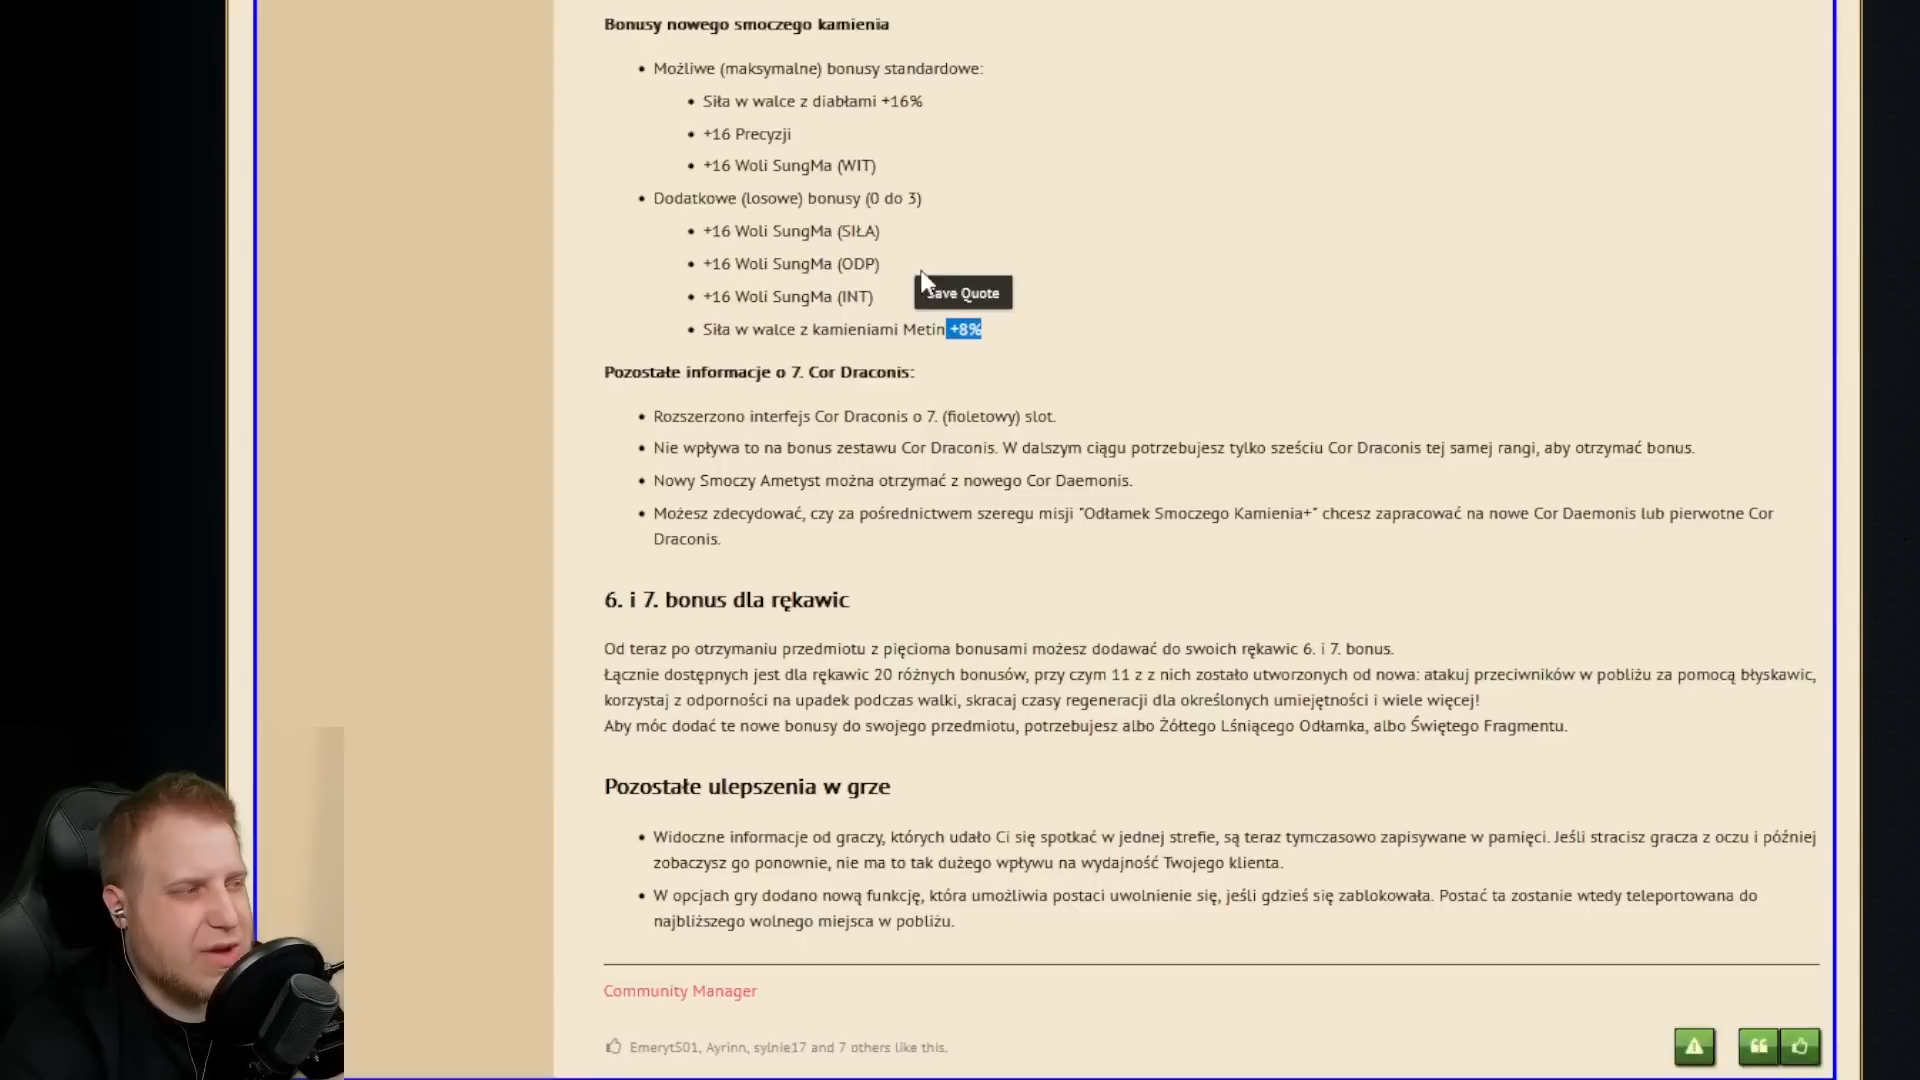 Bonusy nowego smoczego kamienia
• Możliwe (maksymalne) bonusy standardowe:
• Siła w walce z diabłami +16%
• +16 Precyzji
• +16 Woli SungMa (WIT)
• Dodatkowe (losowe) bonusy (0 do 3)
• +16 Woli SungMa (SIŁA)
• +16 Woli SungMa (ODP)
• +16 Woli SungMa (INT)
Save Quote
• Siła w walce z kamieniami Metin +8%
Pozostałe informacje o 7. Cor Draconis:
• Rozszerzono interfejs Cor Draconis o 7. (fioletowy) slot.
• Nie wpływa to na bonus zestawu Cor Draconis. W dalszym ciągu potrzebujesz tylko sześciu Cor Draconis tej samej rangi, aby otrzymać bonus.
• Nowy Smoczy Ametyst można otrzymać z nowego Cor Daemonis.
• Możesz zdecydować, czy za pośrednictwem szeregu misji "Odłamek Smoczego Kamienia+" chcesz zapracować na nowe Cor Daemonis lub pierwotne Cor
Draconis.
6. i 7. bonus dla rękawic
Od teraz po otrzymaniu przedmiotu z pięcioma bonusami możesz dodawać do swoich rękawic 6. i 7. bonus.
Łącznie dostępnych jest dla rękawic 20 różnych bonusów, przy czym 11 z z nich zostało utworzonych od nowa: atakuj przeciwników w pobliżu za pomocą błyskawic,
korzystaj z odporności na upadek podczas walki, skracaj czasy regeneracji dla określonych umiejętności i wiele więcej!
Aby móc dodać te nowe bonusy do swojego przedmiotu, potrzebujesz albo Żółtego Lśniącego Odłamka, albo Świętego Fragmentu.
Pozostałe ulepszenia w grze
• Widoczne informacje od graczy, których udało Ci się spotkać w jednej strefie, są teraz tymczasowo zapisywane w pamięci. Jeśli stracisz gracza z oczu i później
zobaczysz go ponownie, nie ma to tak dużego wpływu na wydajność Twojego klienta.
• W opcjach gry dodano nową funkcję, która umożliwia postaci uwolnienie się, jeśli gdzieś się zablokowała. Postać ta zostanie wtedy teleportowana do
najbliższego wolnego miejsca w pobliżu.
Community Manager
EmerytS01, Ayrinn, sylnie17 and 7 others like this.